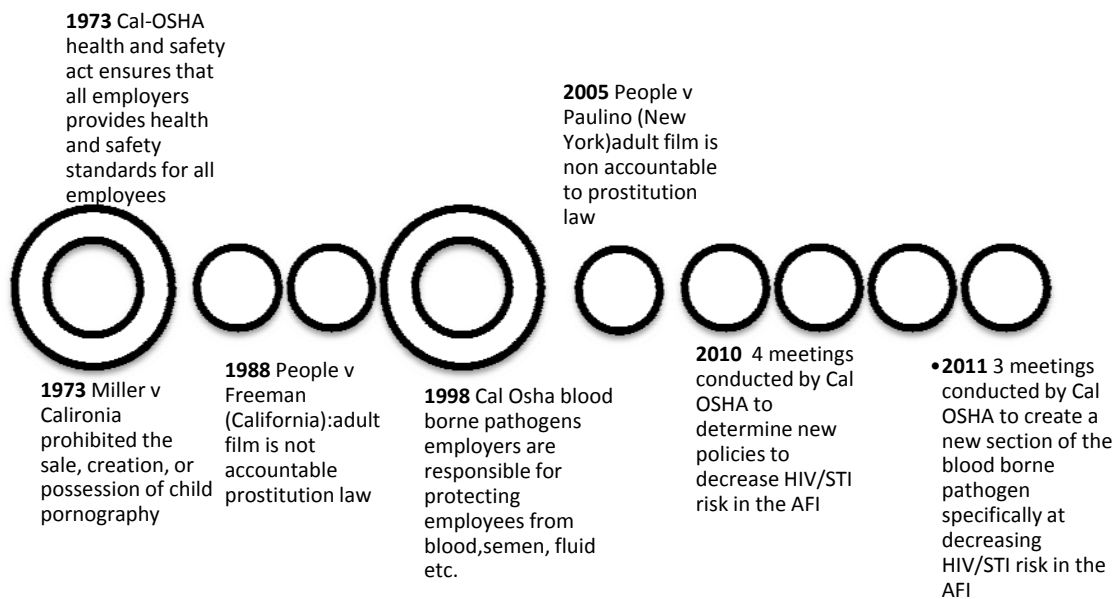 1973 Cal-OSHA
health and safety
act ensures that
all employers
provides health
and safety
standards for all
employees
1973 Miller v
Calironia
prohibited the
sale, creation, or
possession of child
pornography
1988 People v
Freeman
(California):adult
film is not
accountable
prostitution law
1998 Cal Osha blood
borne pathogens
employers are
responsible for
protecting
employees from
blood,semen, fluid
etc.
2005 People v
Paulino (New
York)adult film is
non accountable
to prostitution
law
2010 4 meetings
conducted by Cal
OSHA to
determine new
policies to
decrease HIV/STI
risk in the AFI
•2011 3 meetings
conducted by Cal
OSHA to create a
new section of the
blood borne
pathogen
specifically at
decreasing
HIV/STI risk in the
AFI